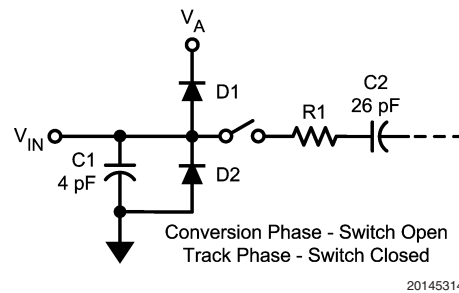 VA
D1
C2
26 pF
R1
VIN
C1
4 pF
D2
Conversion Phase - Switch Open
Track Phase - Switch Closed
20145314